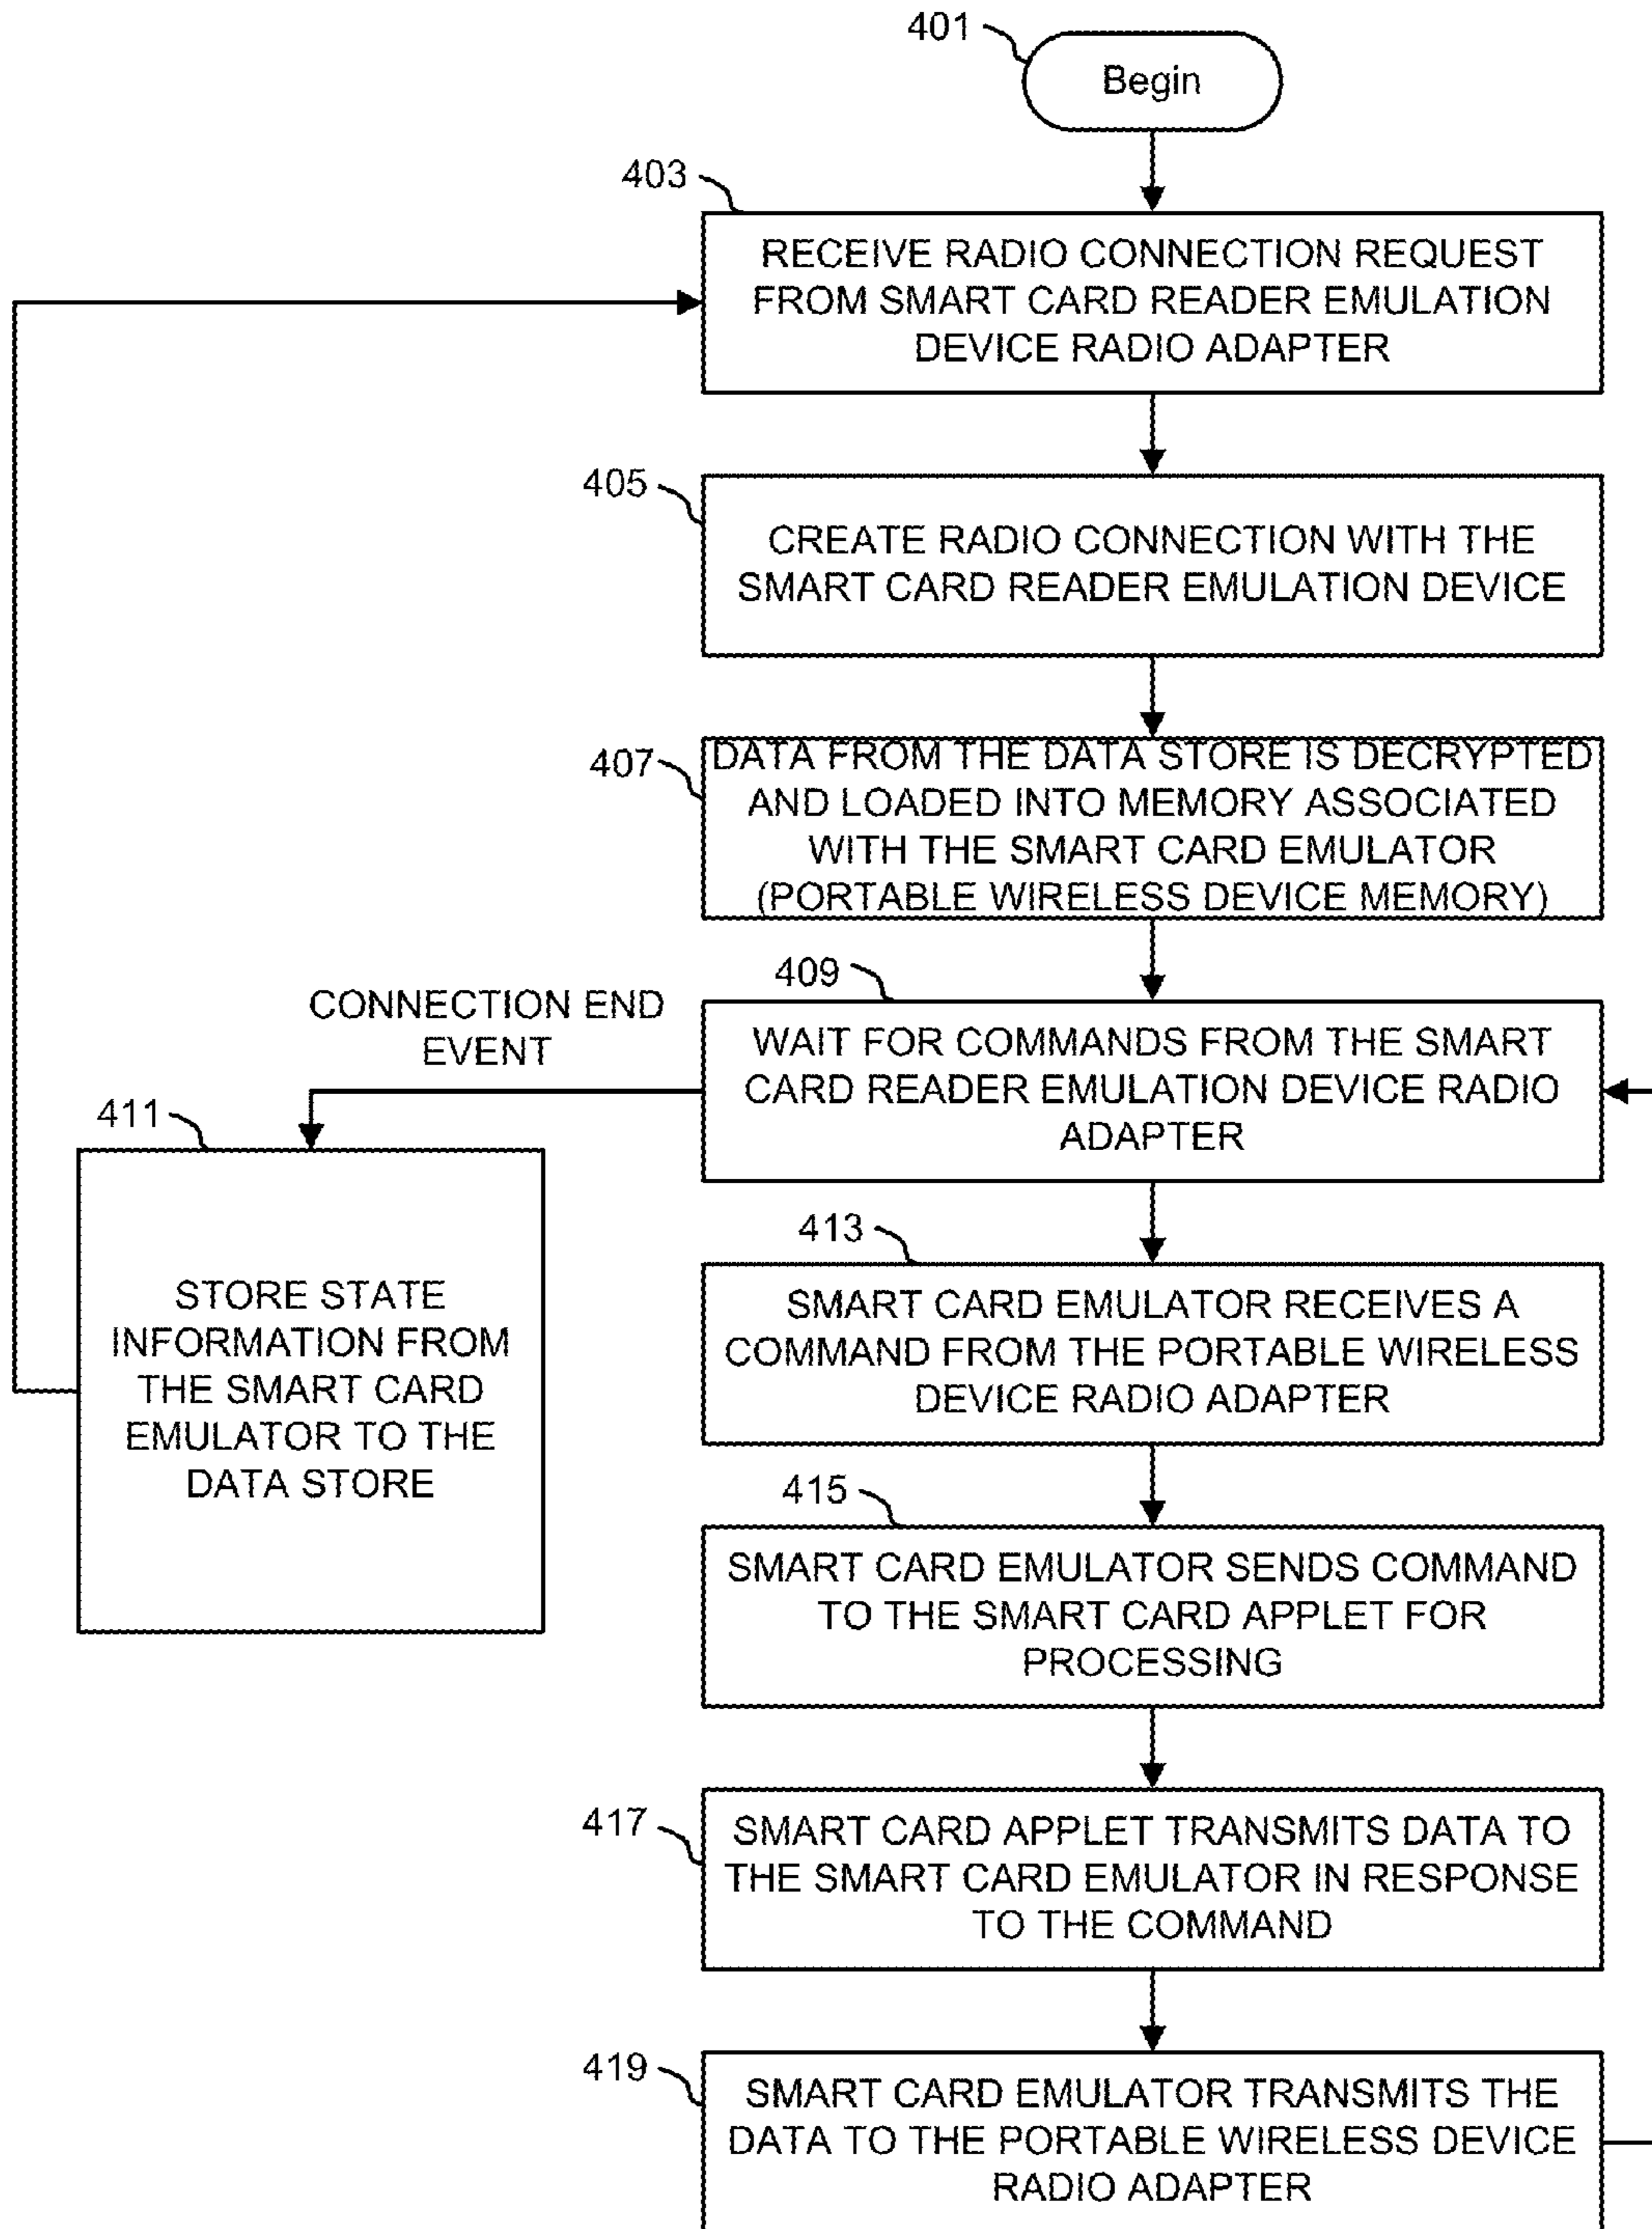 401
Begin
403
RECEIVE RADIO CONNECTION REQUEST
FROM SMART CARD READER EMULATION
DEVICE RADIO ADAPTER
405
CREATE RADIO CONNECTION WITH THE
SMART CARD READER EMULATION DEVICE
407
DATA FROM THE DATA STORE IS DECRYPTED
AND LOADED INTO MEMORY ASSOCIATED
WITH THE SMART CARD EMULATOR
(PORTABLE WIRELESS DEVICE MEMORY)
409
WAIT FOR COMMANDS FROM THE SMART
CARD READER EMULATION DEVICE RADIO
ADAPTER
CONNECTION END
EVENT
411
STORE STATE
INFORMATION FROM
THE SMART CARD
EMULATOR TO THE
DATA STORE
413
SMART CARD EMULATOR RECEIVES A
COMMAND FROM THE PORTABLE WIRELESS
DEVICE RADIO ADAPTER
415
SMART CARD EMULATOR SENDS COMMAND
TO THE SMART CARD APPLET FOR
PROCESSING
417
SMART CARD APPLET TRANSMITS DATA TO
THE SMART CARD EMULATOR IN RESPONSE
TO THE COMMAND
419
SMART CARD EMULATOR TRANSMITS THE
DATA TO THE PORTABLE WIRELESS DEVICE
RADIO ADAPTER